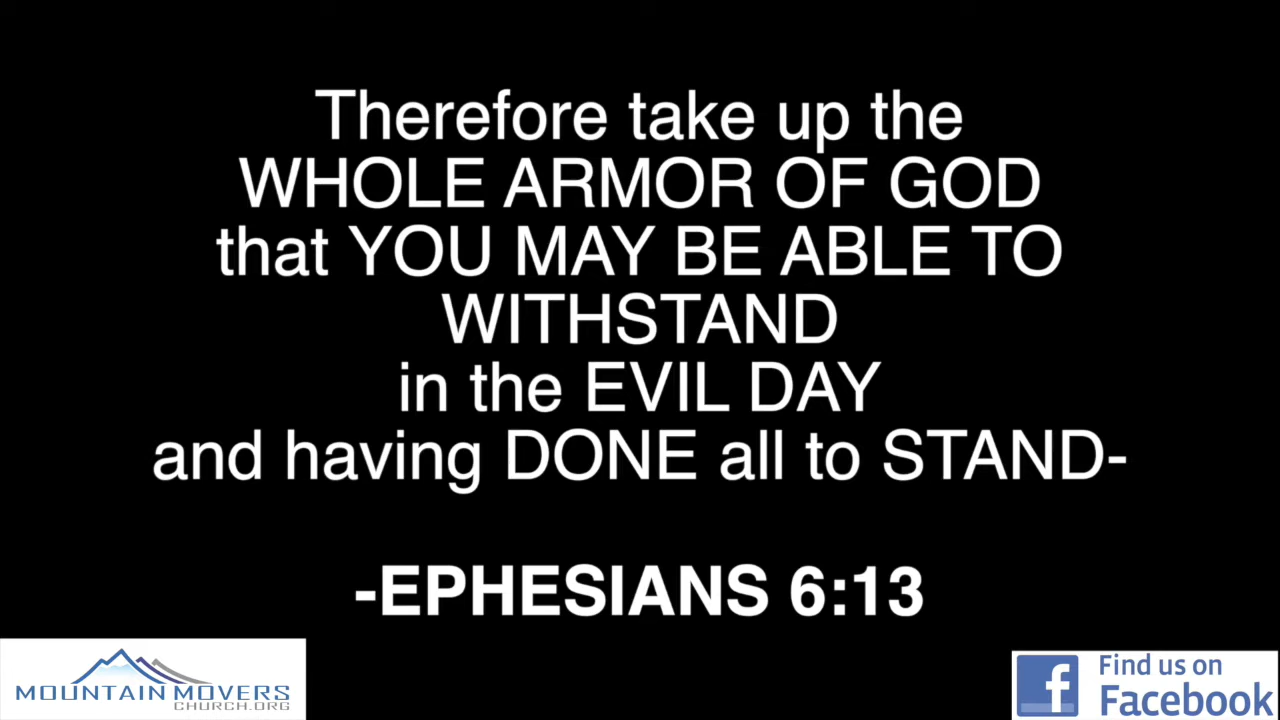 Therefore take up the
WHOLE ARMOR OF GOD
that YOU MAY BE ABLE TO
WITHSTAND
in the EVIL DAY
and having DONE all to STAND-
-EPHESIANS 6:13
MOUNTAIN MOVERS
CHURCH.ORG
f
Find us on
Facebook